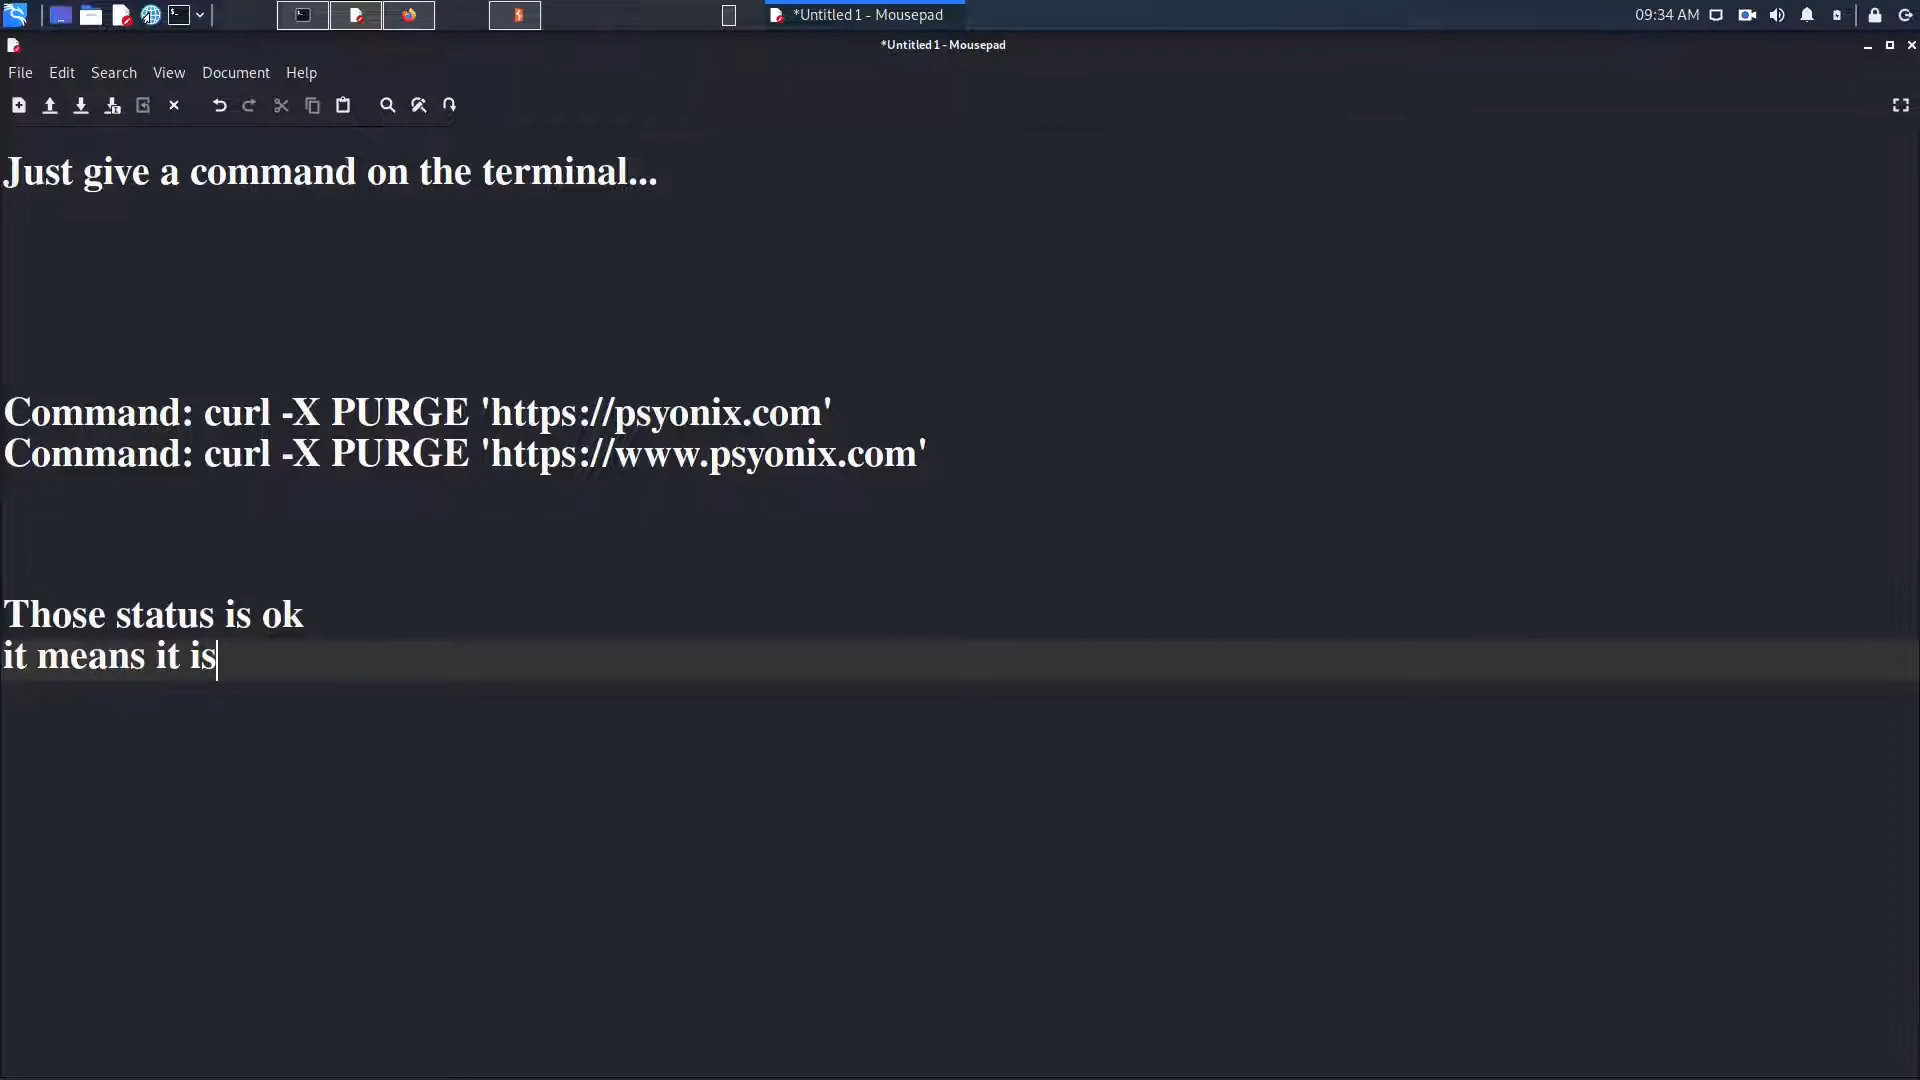 *Untitled 1 - Mousepad
09:34 AM
*Untitled 1 - Mousepad
File Edit Search View Document Help
Just give a command on the terminal...
Command: curl -X PURGE 'https://psyonix.com'
Command: curl -X PURGE 'https://www.psyonix.com'
Those status is ok
it means it is